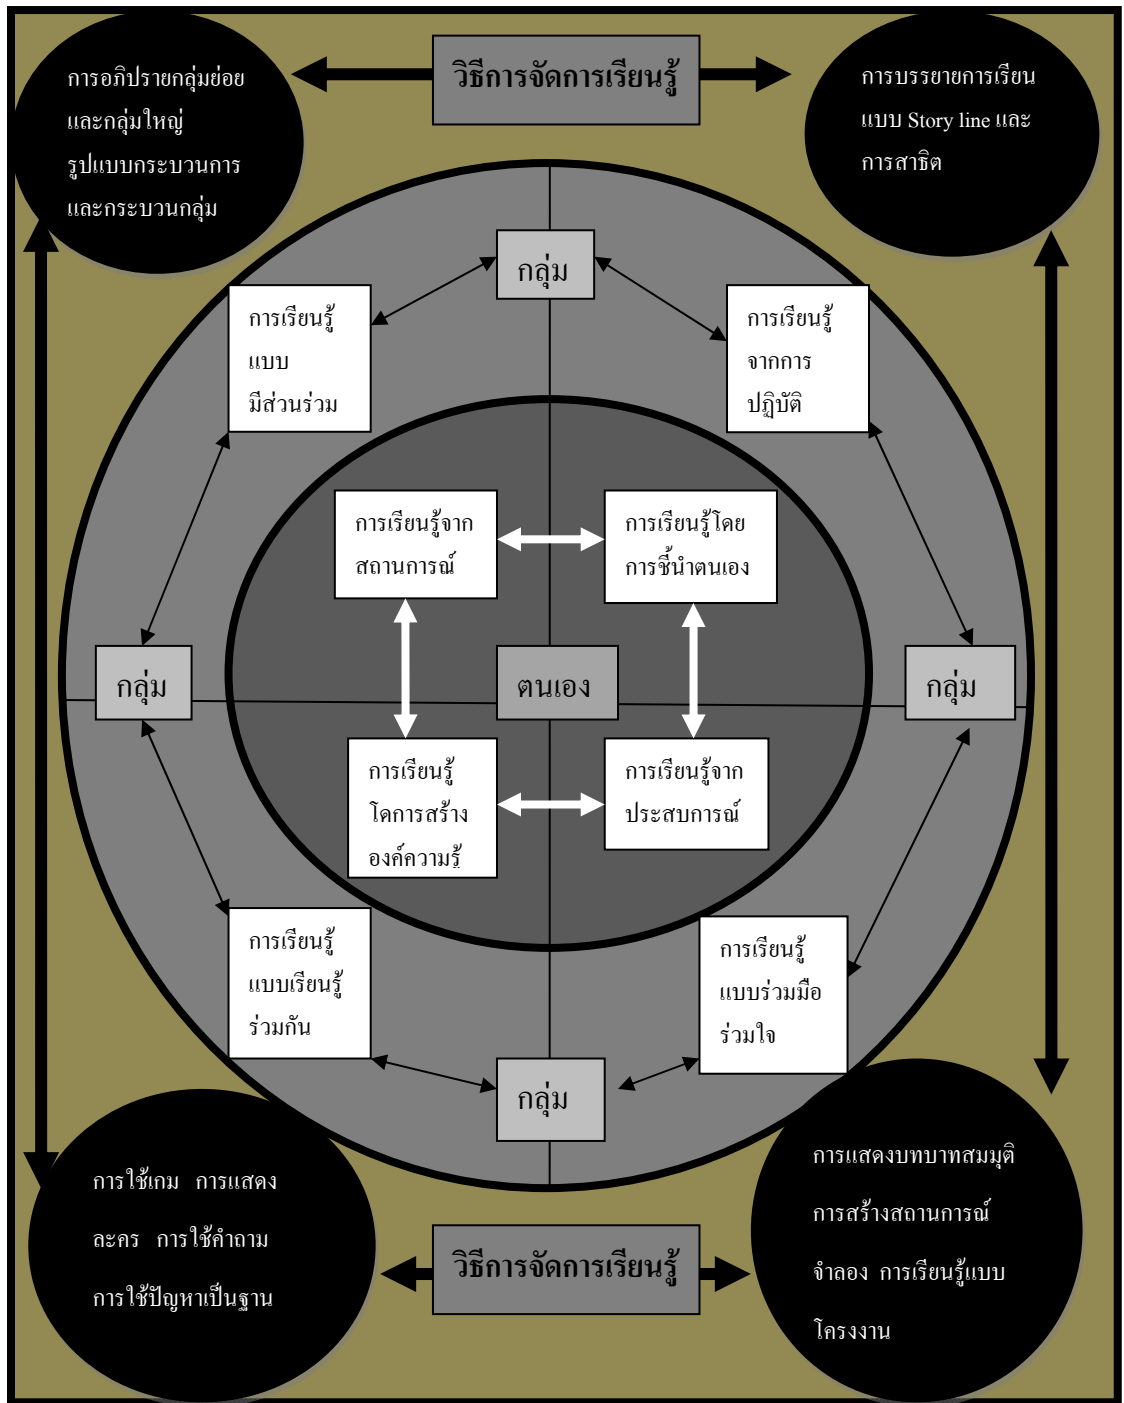 วิธีการจัดการเรียนรู้
การอภิปรายกลุ่มย่อย
และกลุ่มใหญ่
รูปแบบกระบวนการ
และกระบวนกลุ่ม
การบรรยายการเรียน
แบบ Story line และ
การสาธิต
กลุ่ม
การเรียนรู้
แบบ
มีส่วนร่วม
การเรียนรู้
จากการ
ปฏิบัติ
การเรียนรู้จาก
สถานการณ์
การเรียนรู้โดย
การชี้นำตนเอง
กลุ่ม
ตนเอง
กลุ่ม
การเรียนรู้
โดการสร้าง
องค์ความรู้
การเรียนรู้จาก
ประสบการณ์
การเรียนรู้
แบบเรียนรู้
ร่วมกัน
การเรียนรู้
แบบร่วมมือ
ร่วมใจ
กลุ่ม
การใช้เกม การแสดง
ละคร การใช้คำถาม
การใช้ปัญหาเป็นฐาน
วิธีการจัดการเรียนรู้
การแสดงบทบาทสมมุติ
การสร้างสถานการณ์
จำลอง การเรียนรู้แบบ
โครงงาน